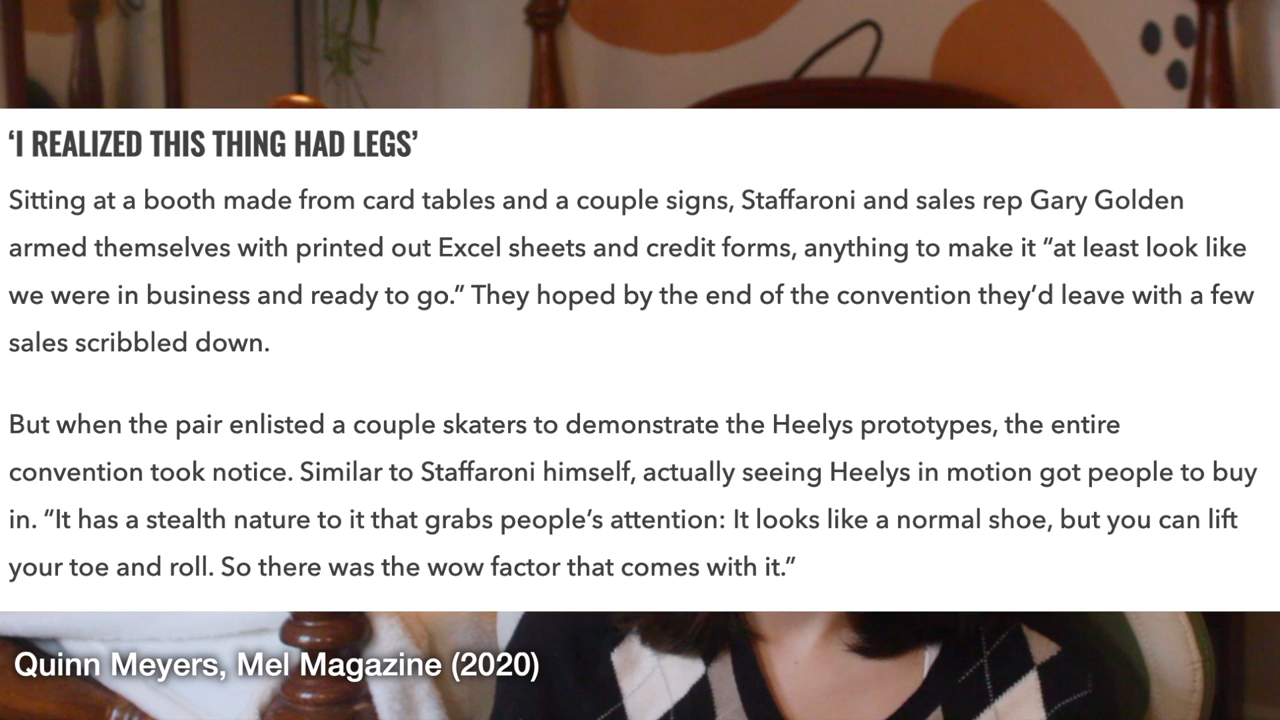 ‘I REALIZED THIS THING HAD LEGS’
Sitting at a booth made from card tables and a couple signs, Staffaroni and sales rep Gary Golden
armed themselves with printed out Excel sheets and credit forms, anything to make it “at least look like
we were in business and ready to go.” They hoped by the end of the convention they’d leave with a few
sales scribbled down.
But when the pair enlisted a couple skaters to demonstrate the Heelys prototypes, the entire
convention took notice. Similar to Staffaroni himself, actually seeing Heelys in motion got people to buy
in. “It has a stealth nature to it that grabs people’s attention: It looks like a normal shoe, but you can lift
your toe and roll. So there was the wow factor that comes with it.”
Quinn Meyers, Mel Magazine (2020)